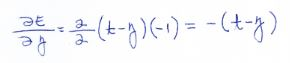 ∂E/∂y = 2/2 (t-y)(-1) = -(t-y)